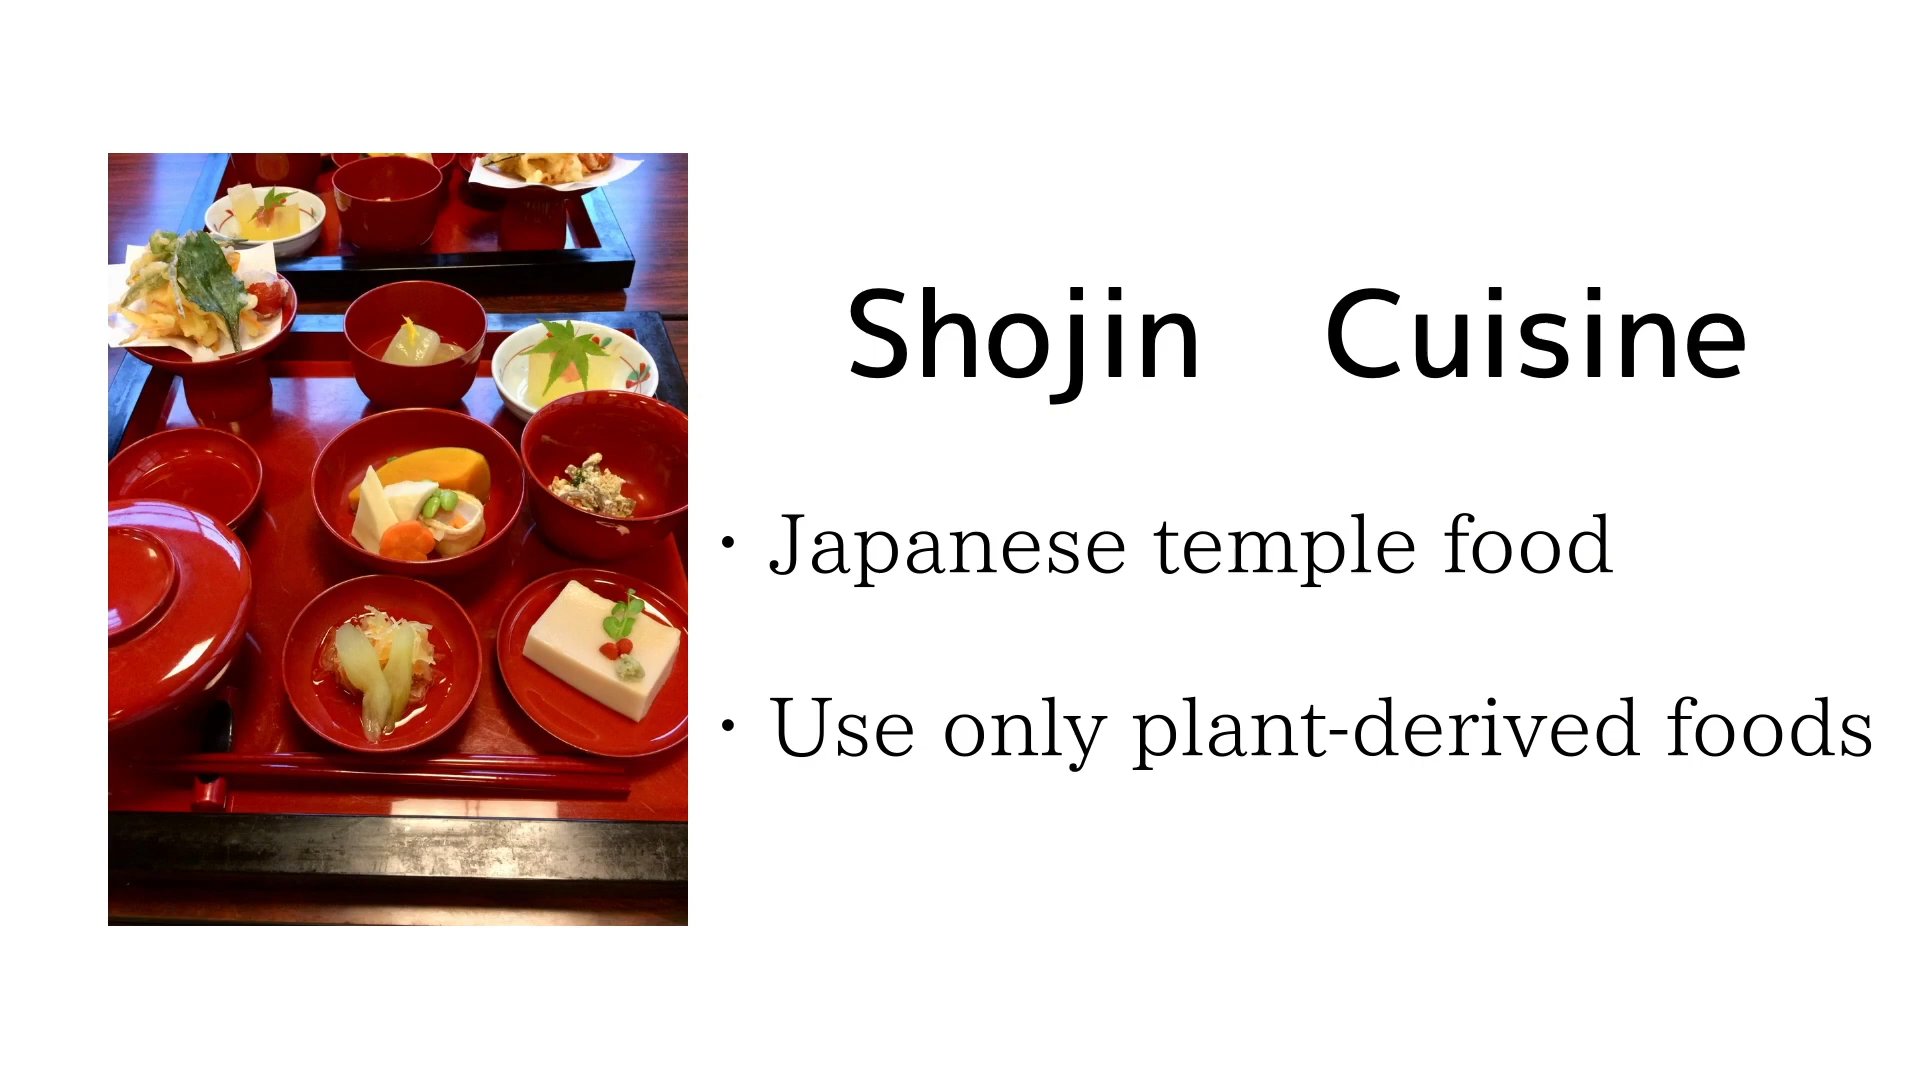 Shojin　Cuisine
・Japanese temple food
・Use only plant-derived foods